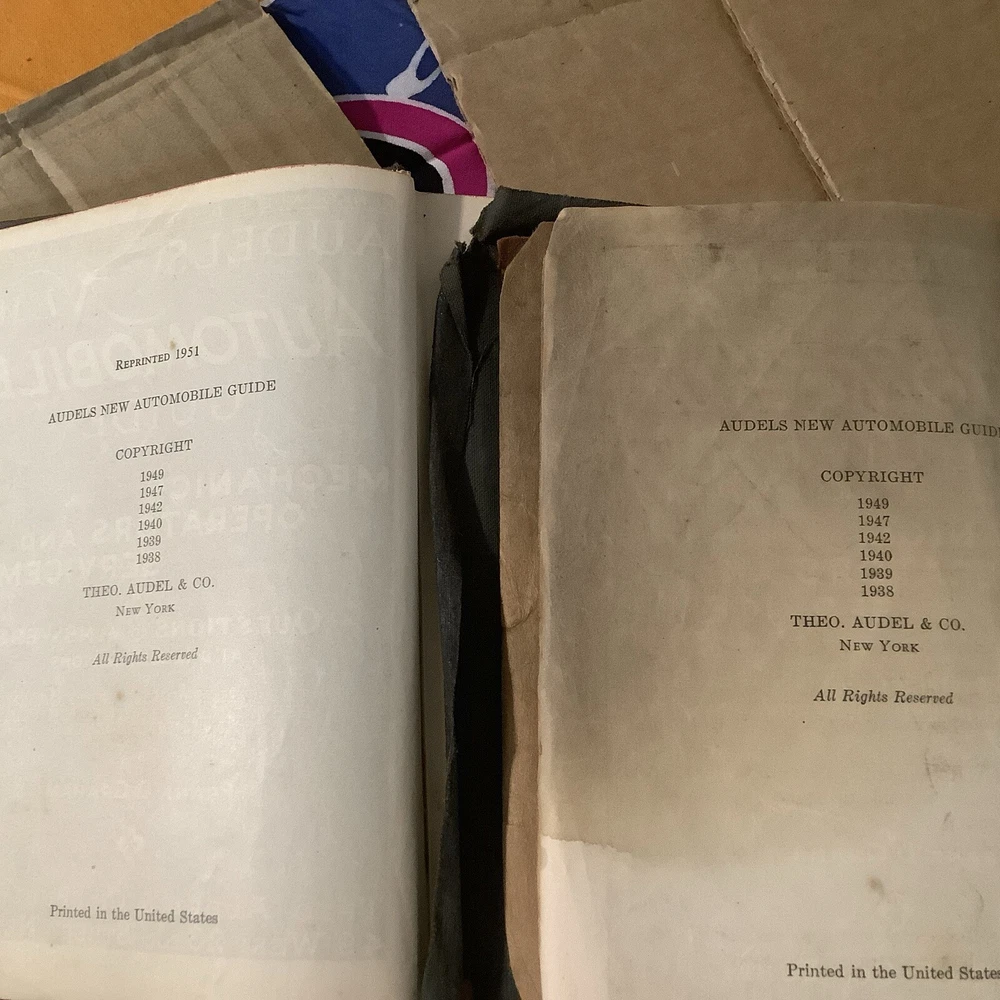 Reprinted 1951
AUDELS NEW AUTOMOBILE GUIDE
COPYRIGHT
1949
1947
1942
1940
1939
1938
THEO. AUDEL & CO.
New York
All Rights Reserved
Printed in the United States
AUDELS NEW AUTOMOBILE GUIDE
COPYRIGHT
1949
1947
1942
1940
1939
1938
THEO. AUDEL & CO.
New York
All Rights Reserved
Printed in the United States